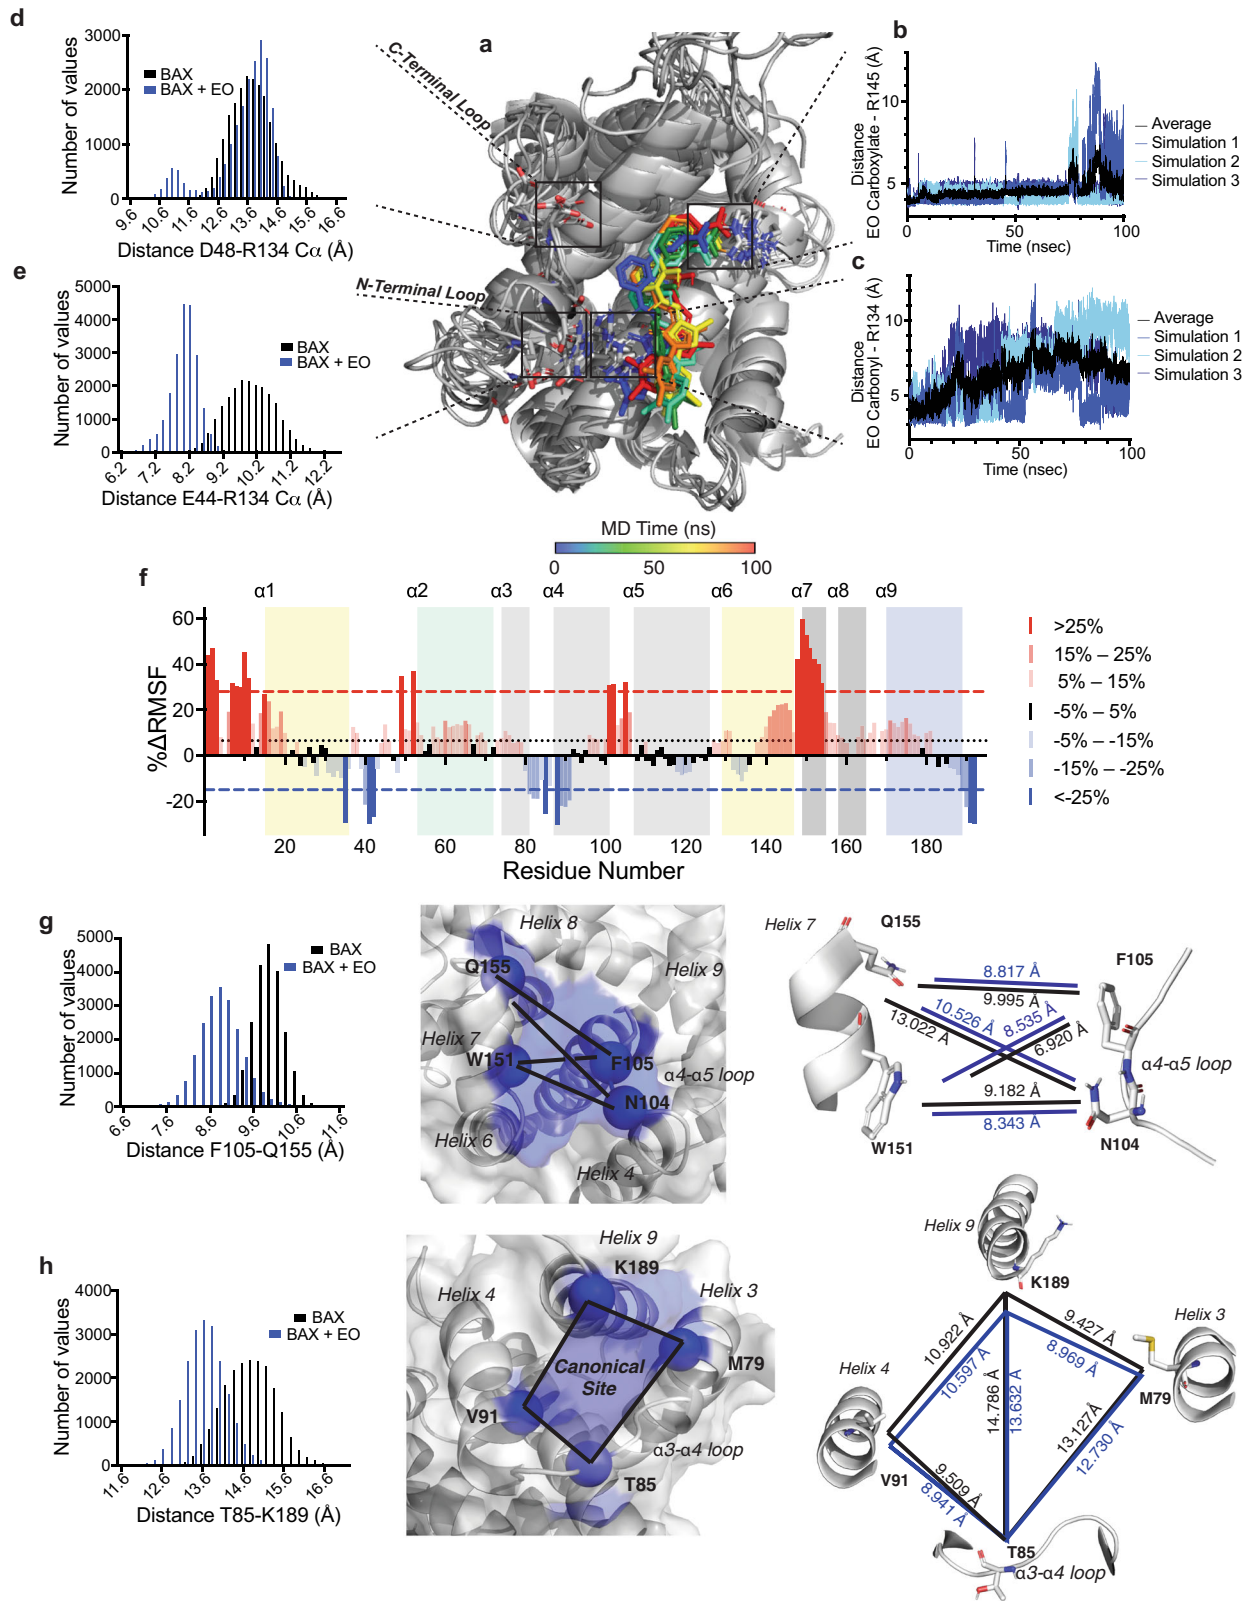 d
Number of values
3000
2000
1000
0
BAX
BAX + EO
9.6 10.6 11.6 12.6 13.6 14.6 15.6 16.6
Distance D48-R134 Cα (Å)
a
C-Terminal Loop
N-Terminal Loop
b
Distance
EO Carboxylate - R145 (Å)
10
5
0 50 100
Time (nsec)
Average
Simulation 1
Simulation 2
Simulation 3
c
Distance
EO Carbonyl - R134 (Å)
10
5
0 50 100
Time (nsec)
Average
Simulation 1
Simulation 2
Simulation 3
e
Number of values
5000
4000
3000
2000
1000
0
BAX
BAX + EO
6.2 7.2 8.2 9.2 10.2 11.2 12.2
Distance E44-R134 Cα (Å)
MD Time (ns)
0 50 100
f
α1 α2 α3 α4 α5 α6 α7 α8 α9
%ΔRMSF
60
40
20
0
-20
20 40 60 80 100 120 140 160 180
Residue Number
>25%
15% – 25%
5% – 15%
-5% – 5%
-5% – -15%
-15% – -25%
<-25%
g
Number of values
5000
4000
3000
2000
1000
0
BAX
BAX + EO
6.6 7.6 8.6 9.6 10.6 11.6
Distance F105-Q155 (Å)
Helix 8
Q155
Helix 9
Helix 7
W151
F105
α4-α5 loop
N104
Helix 6
Helix 4
Helix 7
Q155
F105
8.817 Å
9.995 Å
10.526 Å
8.535 Å
13.022 Å
6.920 Å
α4-α5 loop
9.182 Å
8.343 Å
W151
N104
h
Number of values
4000
3000
2000
1000
0
BAX
BAX + EO
11.6 12.6 13.6 14.6 15.6 16.6
Distance T85-K189 (Å)
Helix 9
K189
Helix 4
Helix 3
Canonical
Site
M79
V91
α3-α4 loop
T85
Helix 9
K189
Helix 3
10.922 Å
9.427 Å
10.597 Å
8.969 Å
14.786 Å
13.632 Å
Helix 4
M79
13.127Å
12.730 Å
V91
9.509 Å
8.941 Å
T85
α3-α4 loop